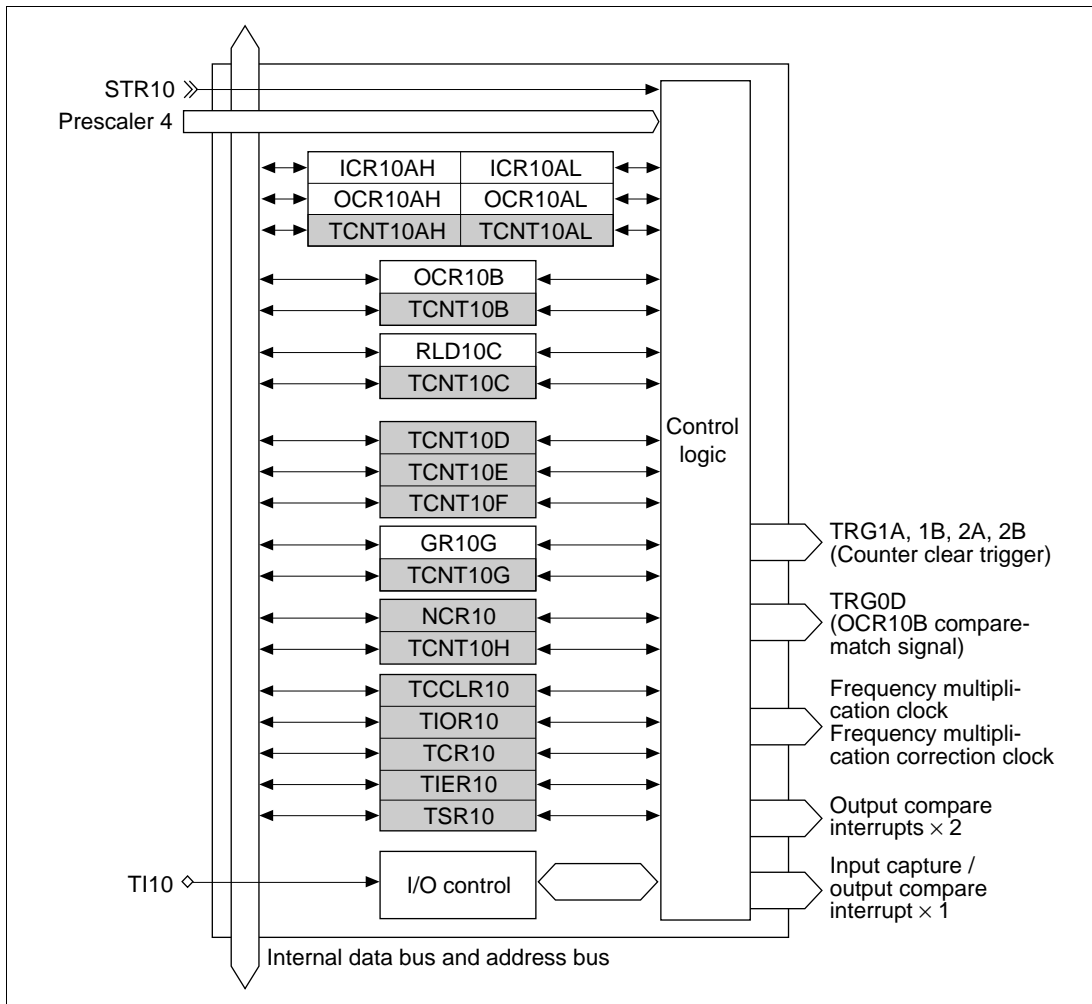 STR10
Prescaler 4
ICR10AH ICR10AL
OCR10AH OCR10AL
TCNT10AH TCNT10AL
OCR10B
TCNT10B
RLD10C
TCNT10C
TCNT10D
TCNT10E
TCNT10F
GR10G
TCNT10G
NCR10
TCNT10H
TCCLR10
TIOR10
TCR10
TIER10
TSR10
TI10
I/O control
Control
logic
TRG1A, 1B, 2A, 2B
(Counter clear trigger)
TRG0D
(OCR10B compare-
match signal)
Frequency multipli-
cation clock
Frequency multipli-
cation correction clock
Output compare
interrupts × 2
Input capture /
output compare
interrupt × 1
Internal data bus and address bus